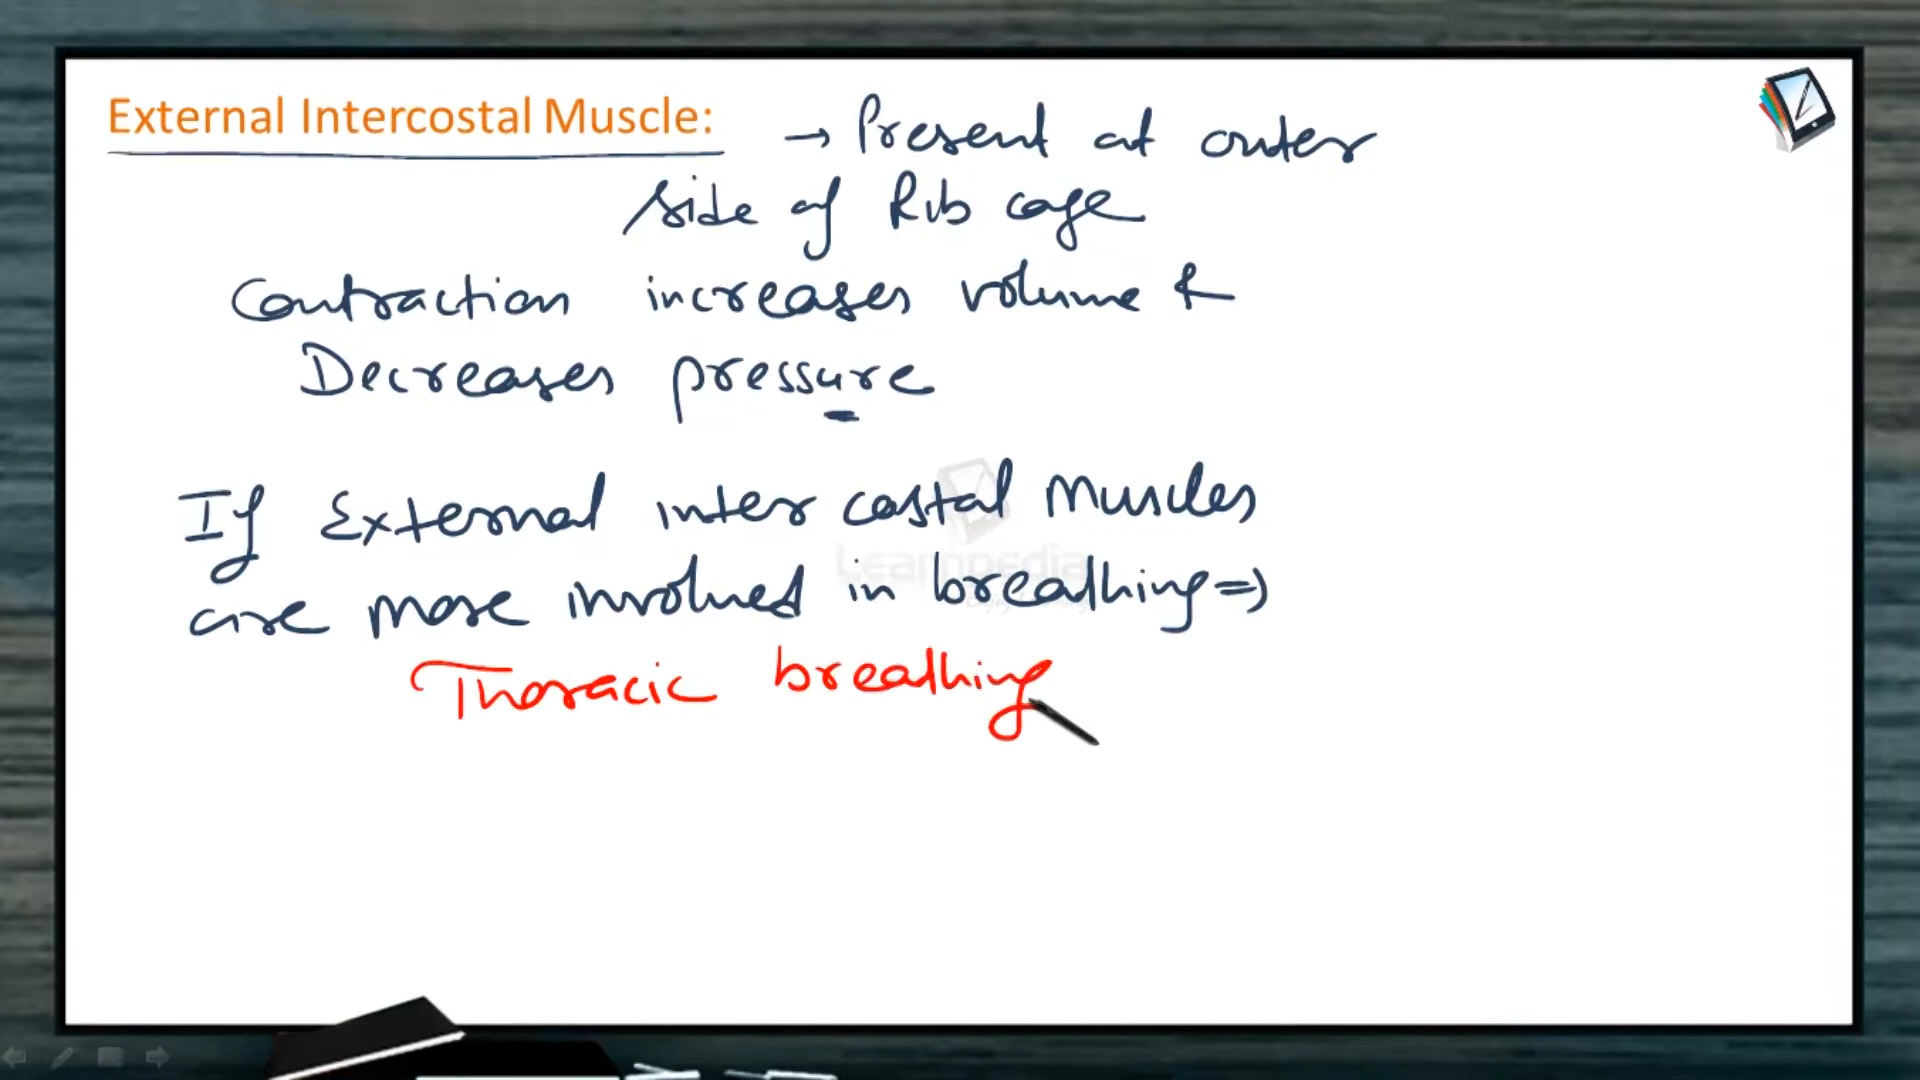 External Intercostal Muscle: → Present at outer
side of Rib cage
Contraction increases volume &
Decreases pressure
If External inter costal Muscles
are more involved in breathing ⇒
Thoracic breathing
Learnpedia